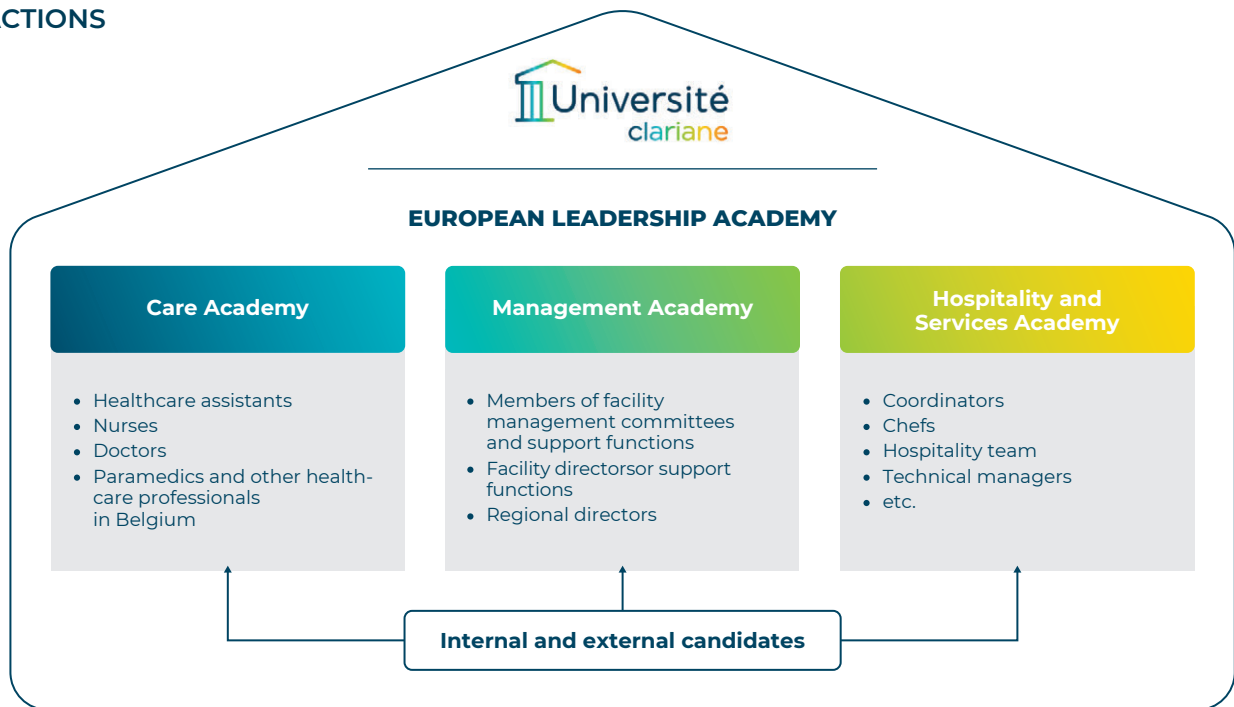 ACTIONS
Université
clariane
EUROPEAN LEADERSHIP ACADEMY
Care Academy
• Healthcare assistants
• Nurses
• Doctors
• Paramedics and other health-
care professionals
in Belgium
Management Academy
• Members of facility
management committees
and support functions
• Facility directorsor support
functions
• Regional directors
Hospitality and
Services Academy
• Coordinators
• Chefs
• Hospitality team
• Technical managers
• etc.
Internal and external candidates